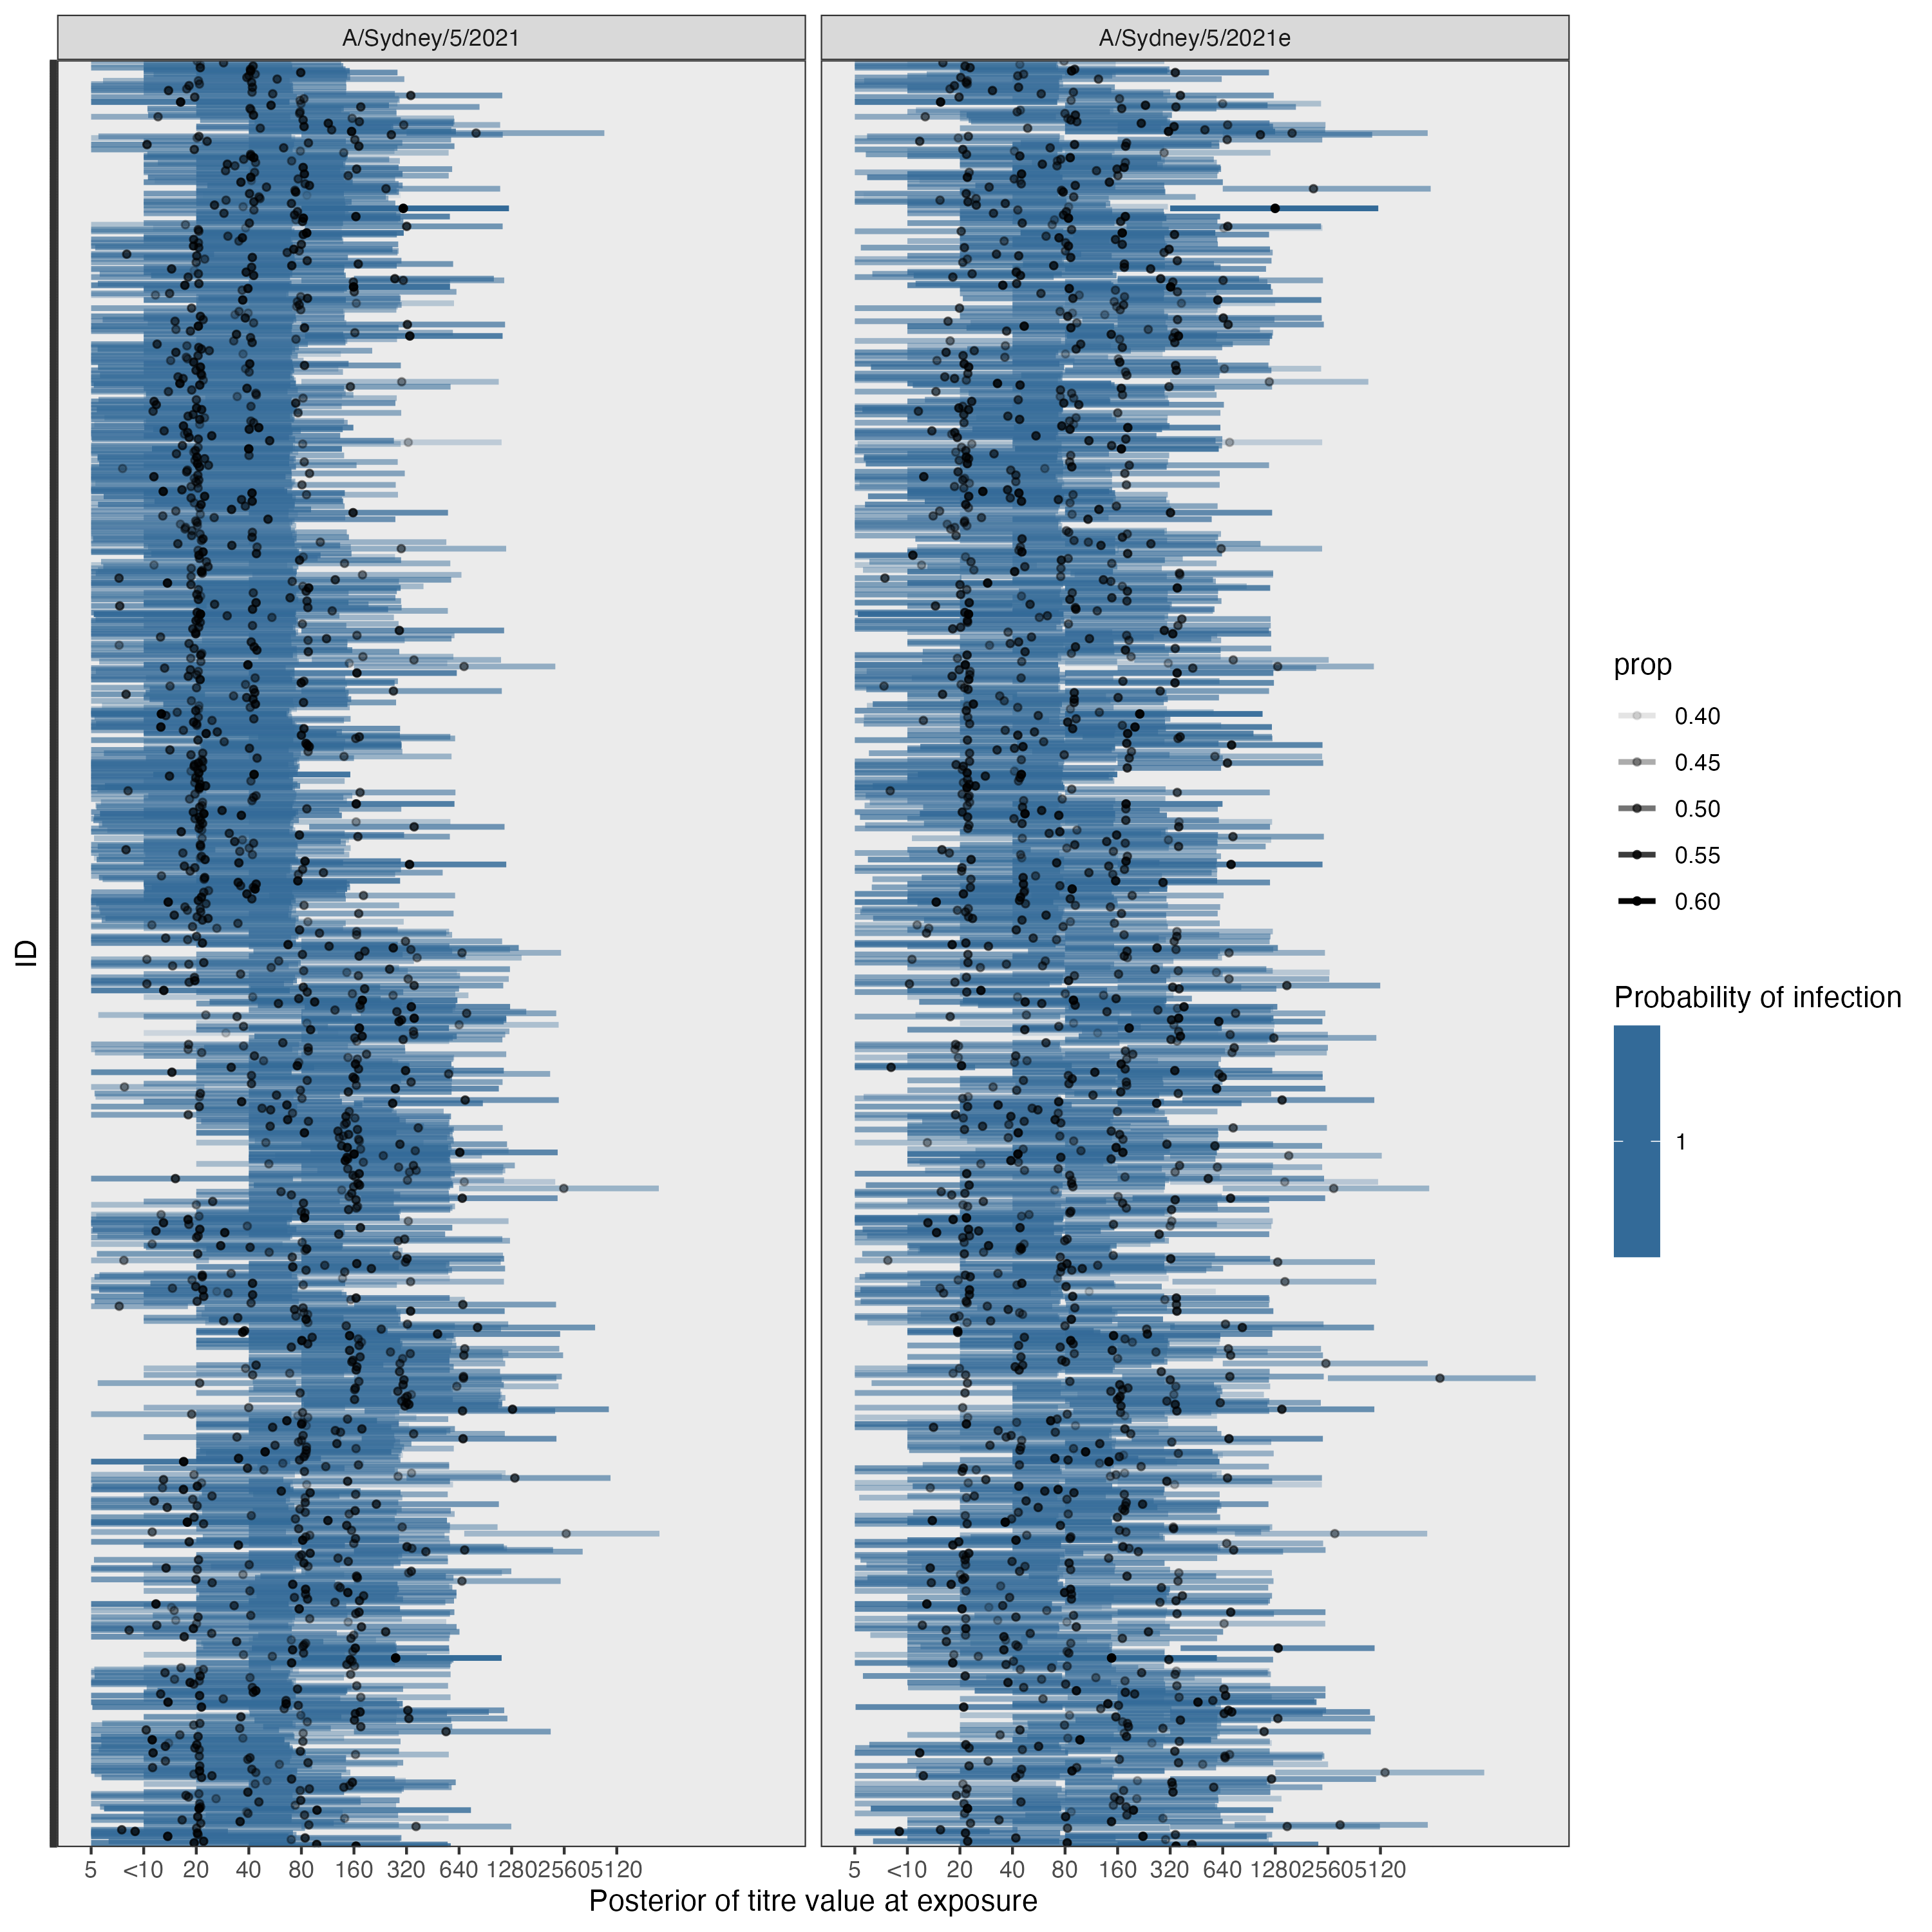 A/Sydney/5/2021
A/Sydney/5/2021e
ID
5 <10 20 40 80 160 320 640 1280 2560 5120
5 <10 20 40 80 160 320 640 1280 2560 5120
Posterior of titre value at exposure
prop
0.40
0.45
0.50
0.55
0.60
Probability of infection
1